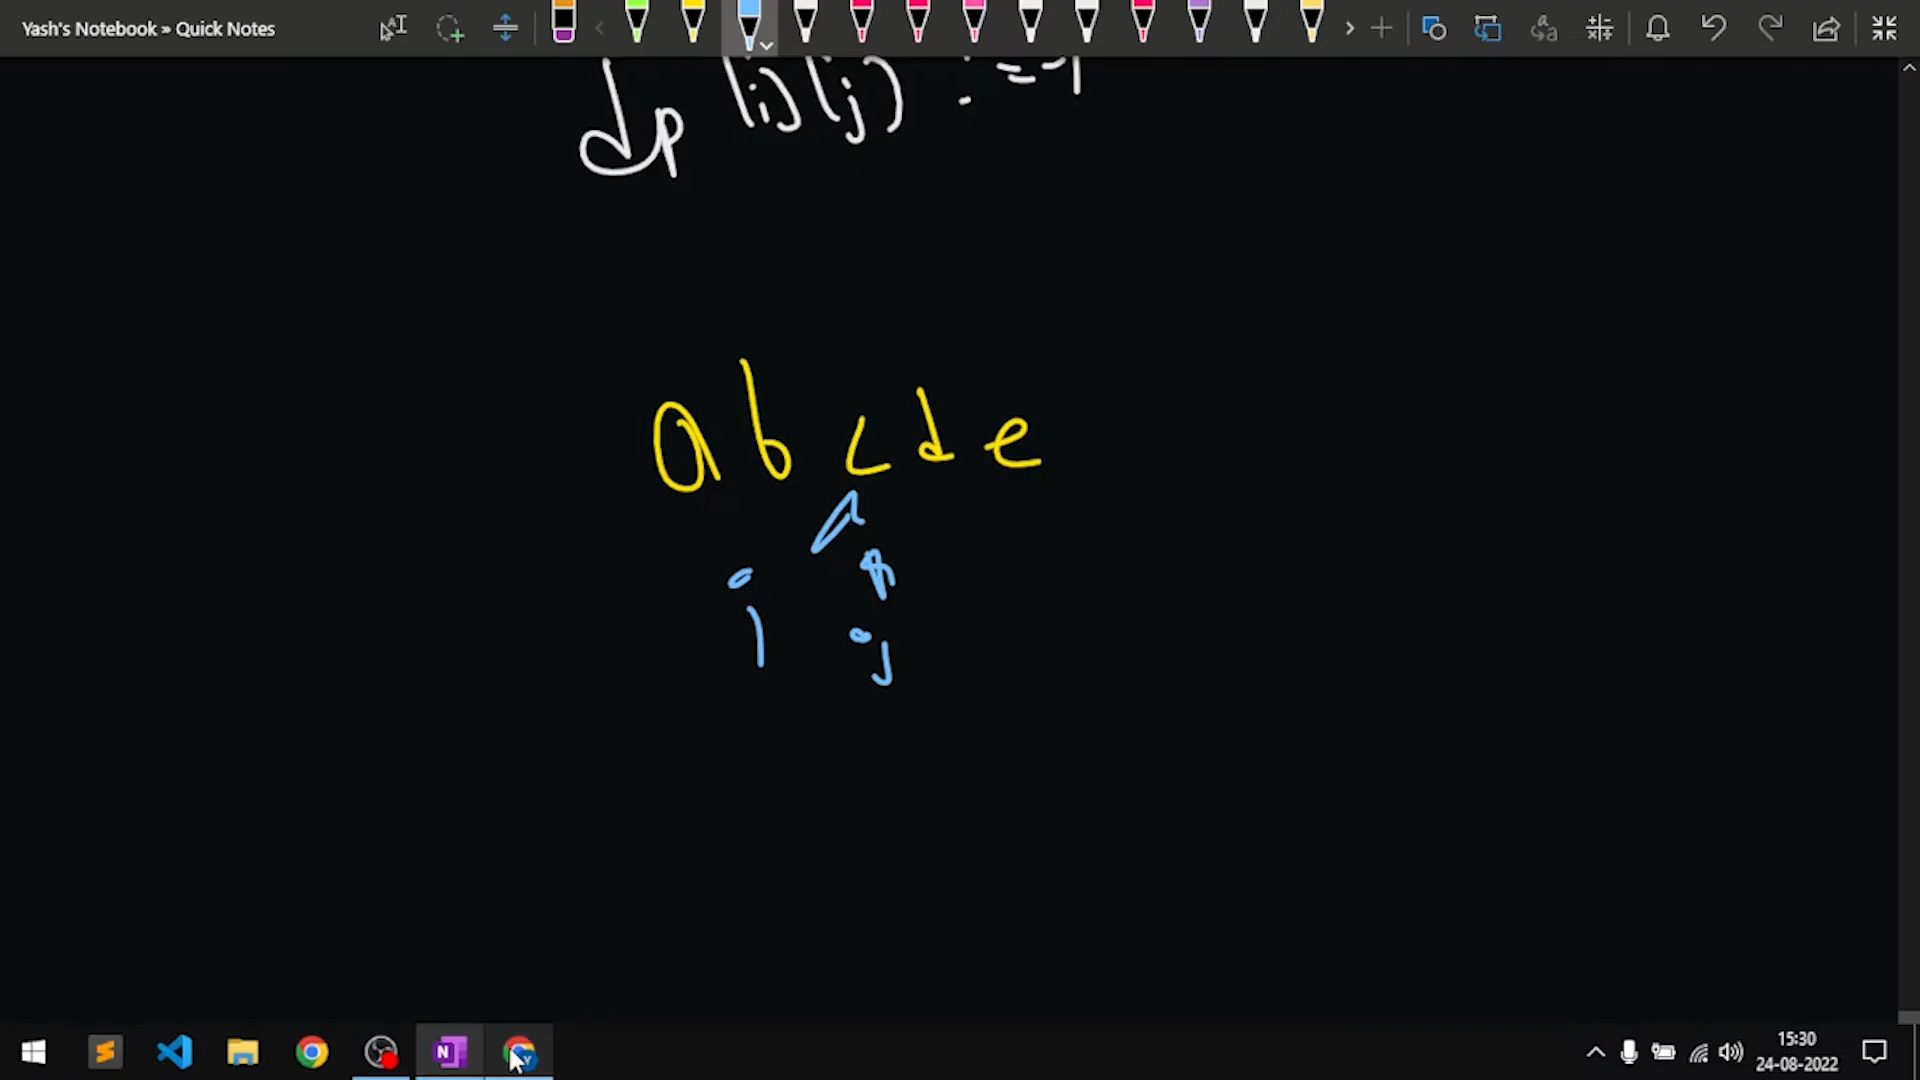 Yash's Notebook » Quick Notes
dp (i)(j) != -1
a b c d e
i j
15:30
24-08-2022